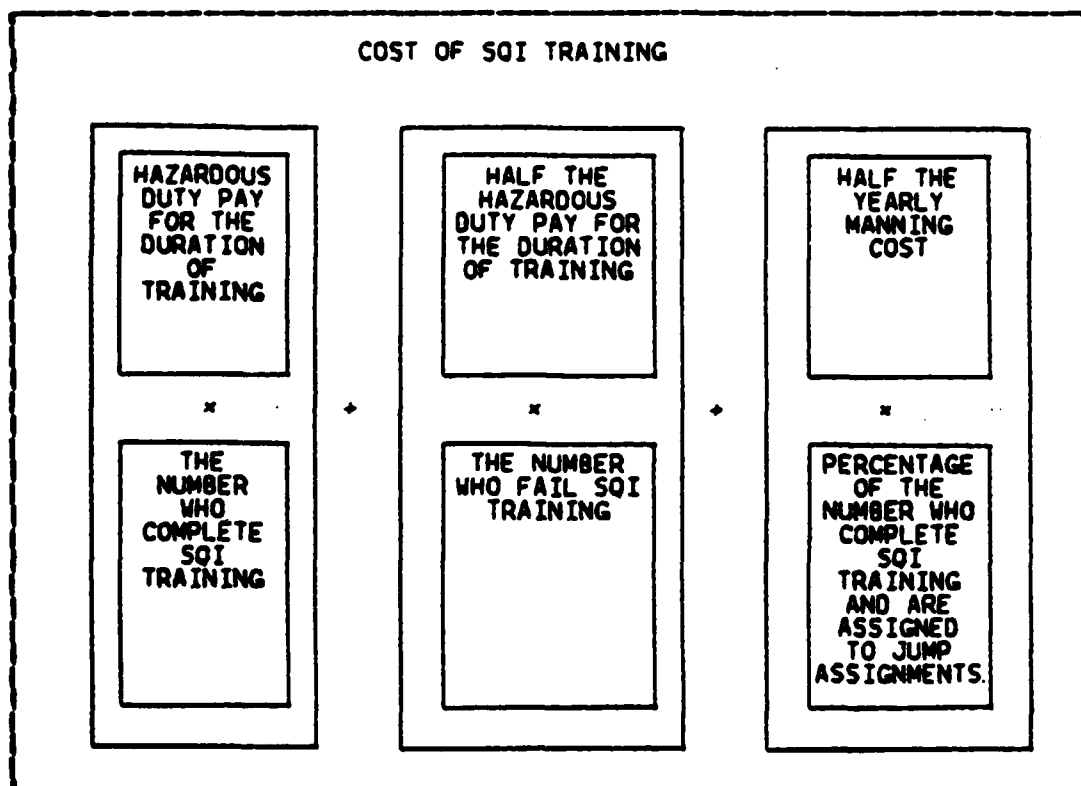 COST OF SQI TRAINING
HAZARDOUS
DUTY PAY
FOR THE
DURATION
OF
TRAINING
x
THE
NUMBER
WHO
COMPLETE
SQI
TRAINING
+
HALF THE
HAZARDOUS
DUTY PAY FOR
THE DURATION
OF TRAINING
x
THE NUMBER
WHO FAIL SQI
TRAINING
+
HALF THE
YEARLY
MANNING
COST
x
PERCENTAGE
OF THE
NUMBER WHO
COMPLETE
SQI
TRAINING
AND ARE
ASSIGNED
TO JUMP
ASSIGNMENTS.